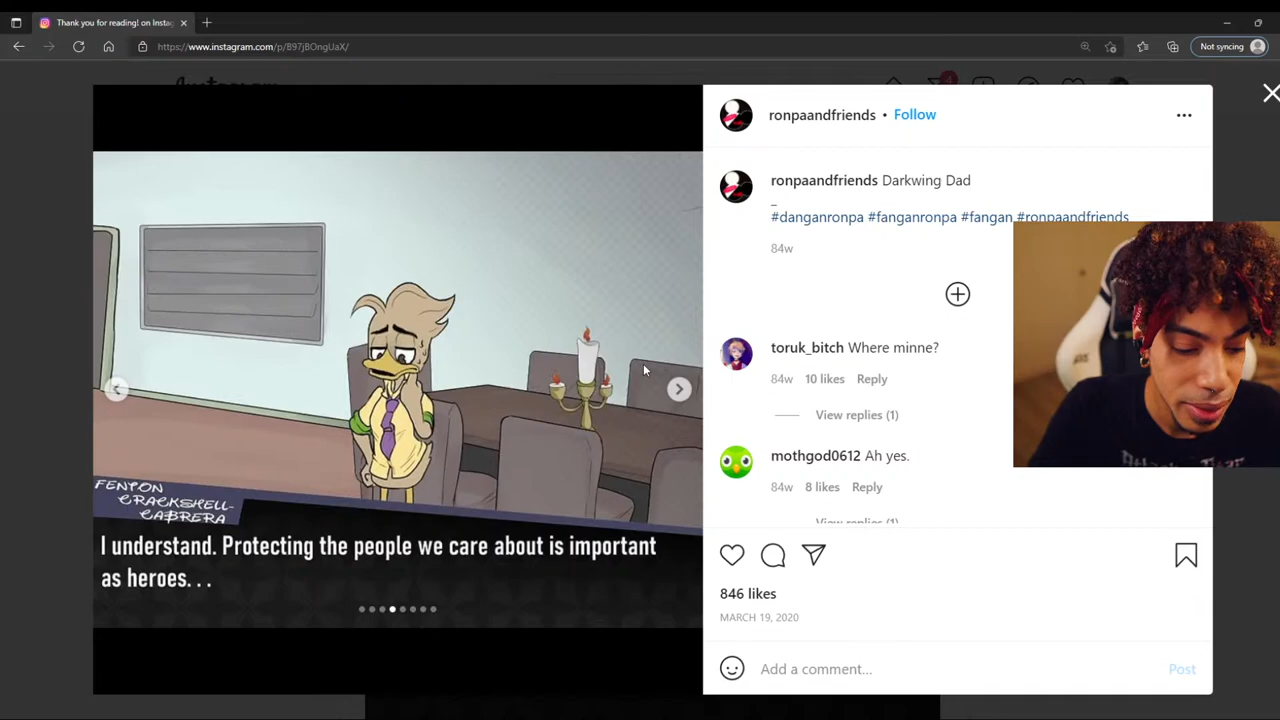 Thank you for reading! on Insta
Not syncing
https://www.instagram.com/p/B97jBOngUaX/
Instagram
4
ronpaandfriends • Follow
ronpaandfriends Darkwing Dad
_
#danganronpa #fanganronpa #fangan #ronpaandfriends
84w
toruk_bitch Where minne?
84w 10 likes Reply
View replies (1)
mothgod0612 Ah yes.
84w 8 likes Reply
View replies (1)
846 likes
MARCH 19, 2020
Add a comment... Post
FENTON
CRACKSHELL-
CABRERA
I understand. Protecting the people we care about is important
as heroes. . .